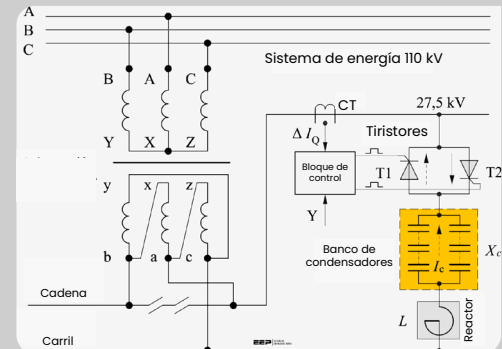 A
B
C
Sistema de energía 110 kV
B A C
CT
27,5 kV
Δ I_Q
Tiristores
Y X Z
Bloque de
control
T1
T2
y x z
Y
Banco de
condensadores
I_c
X_c
b a c
Cadena
L
Reactor
Carril
EEP